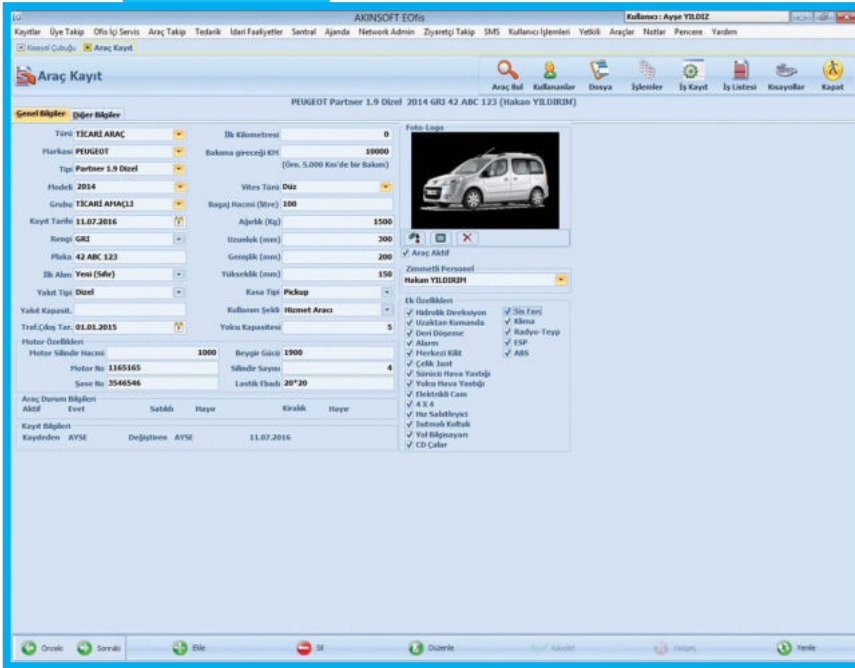 AKINSOFT EOfis
Kullanıcı : Ayşe YILDIZ
Kayıtlar Üye Takip Ofis İçi Servis Araç Takip Tedarik İdari Faaliyetler Santral Ajanda Network Admin Ziyaretçi Takip SMS Kullanıcı İşlemleri Yetkili Araçlar Notlar Pencere Yardım
Kısayol Çubuğu Araç Kayıt
Araç Kayıt
Araç Bul Kullananlar Dosya İşlemler İş Kayıt İş Listesi Kısayollar Kapat
PEUGEOT Partner 1.9 Dizel 2014 GRİ 42 ABC 123 (Hakan YILDIRIM)
Genel Bilgiler Diğer Bilgiler
Türü TİCARİ ARAÇ
Markası PEUGEOT
Tipi Partner 1.9 Dizel
Modeli 2014
Grubu TİCARİ AMAÇLI
Kayıt Tarihi 11.07.2016
Rengi GRİ
Plaka 42 ABC 123
İlk Alım Yeni (Sıfır)
Yakıt Tipi Dizel
Yakıt Kapasit.
Traf.Çıkış Tar. 01.01.2015
İlk Kilometresi 0
Bakıma gireceği KM 10000
(Örn. 5.000 Km'de bir Bakım)
Vites Türü Düz
Bagaj Hacmi (litre) 100
Ağırlık (Kg) 1500
Uzunluk (mm) 300
Genişlik (mm) 200
Yükseklik (mm) 150
Kasa Tipi Pickup
Kullanım Şekli Hizmet Aracı
Yolcu Kapasitesi 5
Motor Özellikleri
Motor Silindir Hacmi 1000 Beygir Gücü 1900
Motor No 1165165 Silindir Sayısı 4
Şase No 3546546 Lastik Ebadı 20*20
Araç Durum Bilgileri
Aktif Evet Satıldı Hayır Kiralık Hayır
Kayıt Bilgileri
Kaydeden AYSE Değiştiren AYSE 11.07.2016
Foto-Logo
Araç Aktif
Zimmetli Personel
Hakan YILDIRIM
Ek Özellikleri
Hidrolik Direksiyon
Uzaktan Kumanda
Deri Döşeme
Alarm
Merkezi Kilit
Çelik Jant
Sürücü Hava Yastığı
Yolcu Hava Yastığı
Elektrikli Cam
4 X 4
Hız Sabitleyici
Isıtmalı Koltuk
Yol Bilgisayarı
CD Çalar
Sis Farı
Klima
Radyo-Teyp
ESP
ABS
Önceki Sonraki Ekle Sil Düzenle Kaydet Vazgeç Yenile